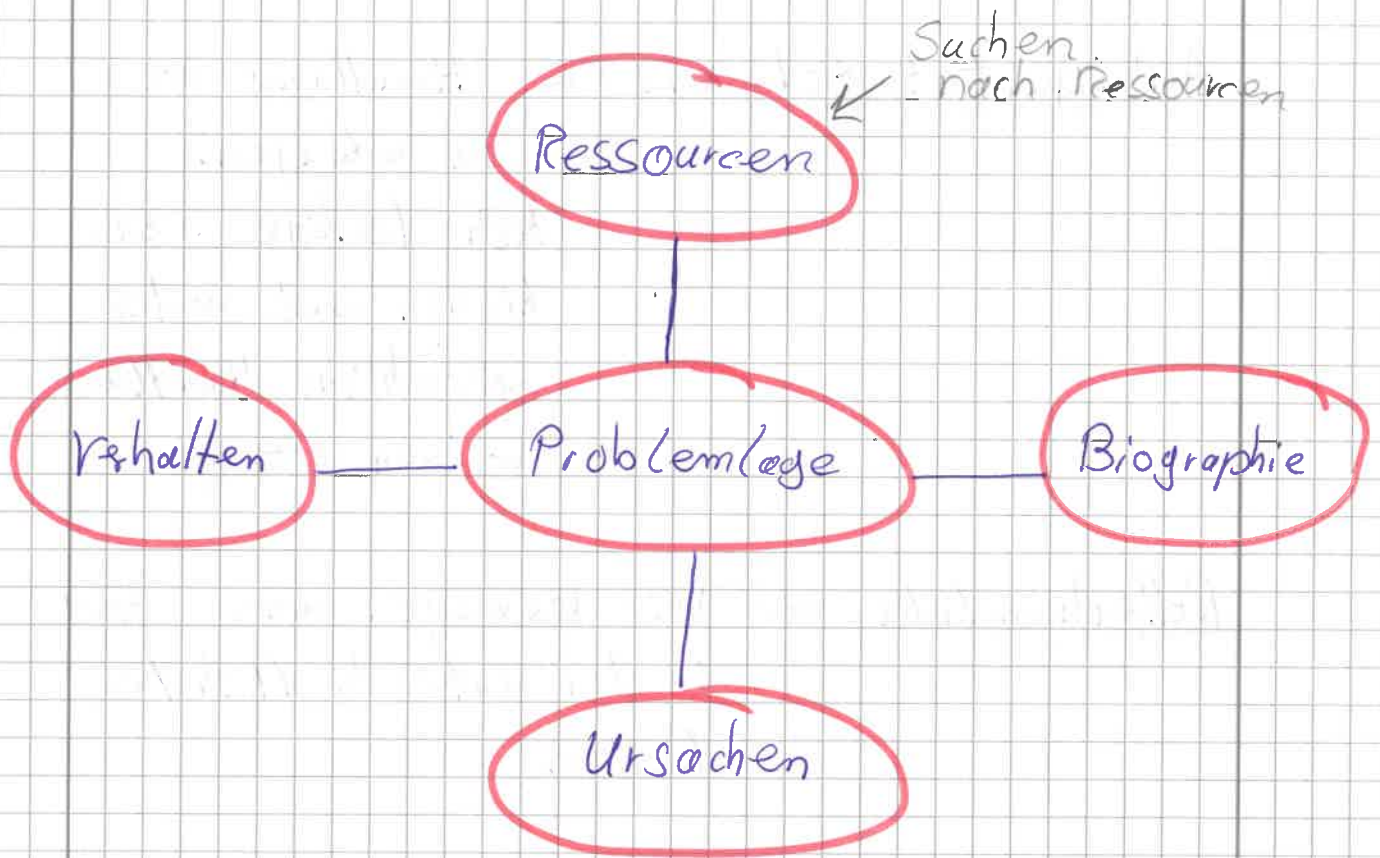 Suchen
nach Ressourcen
Ressourcen
Verhalten
Problemlage
Biographie
Ursachen